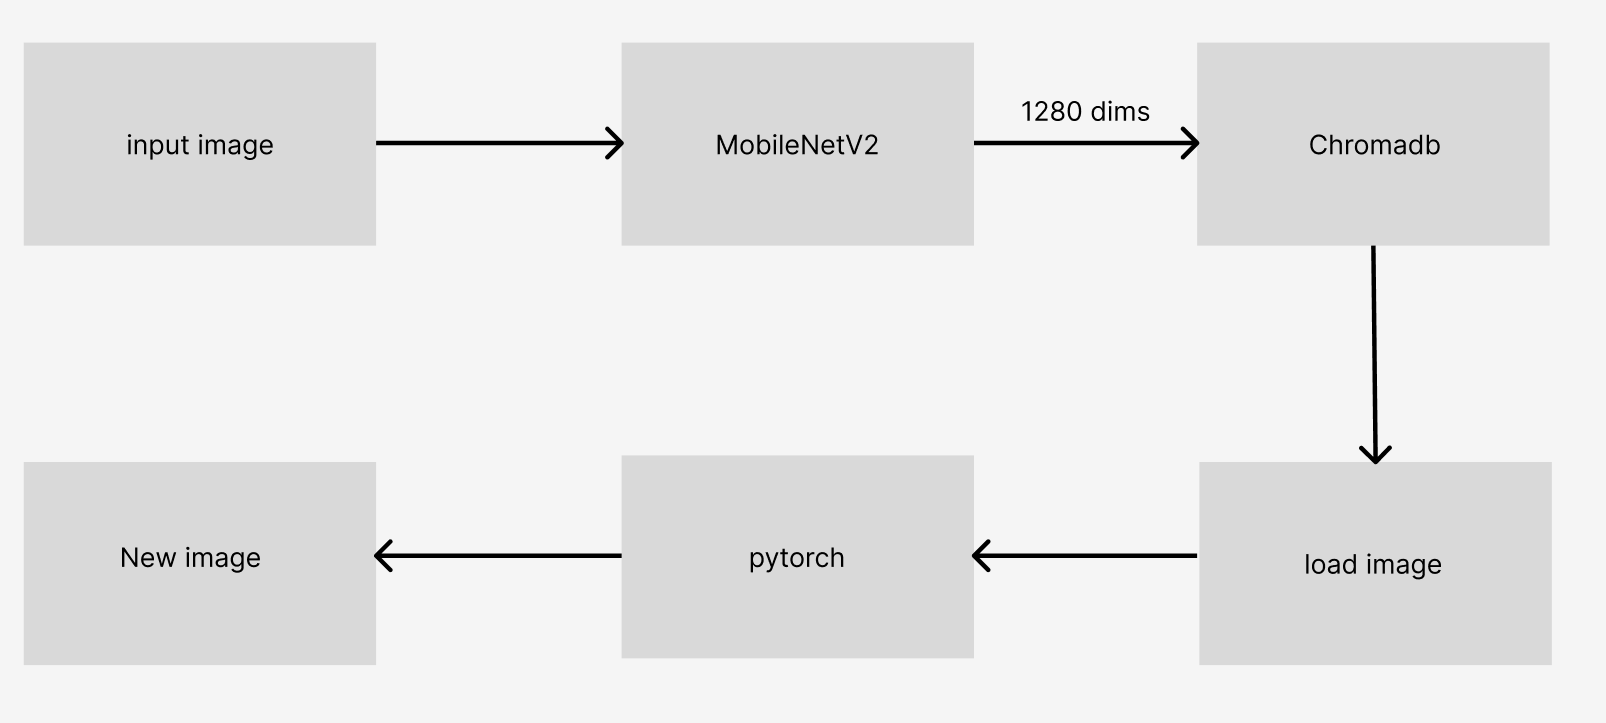 input image
MobileNetV2
1280 dims
Chromadb
load image
pytorch
New image